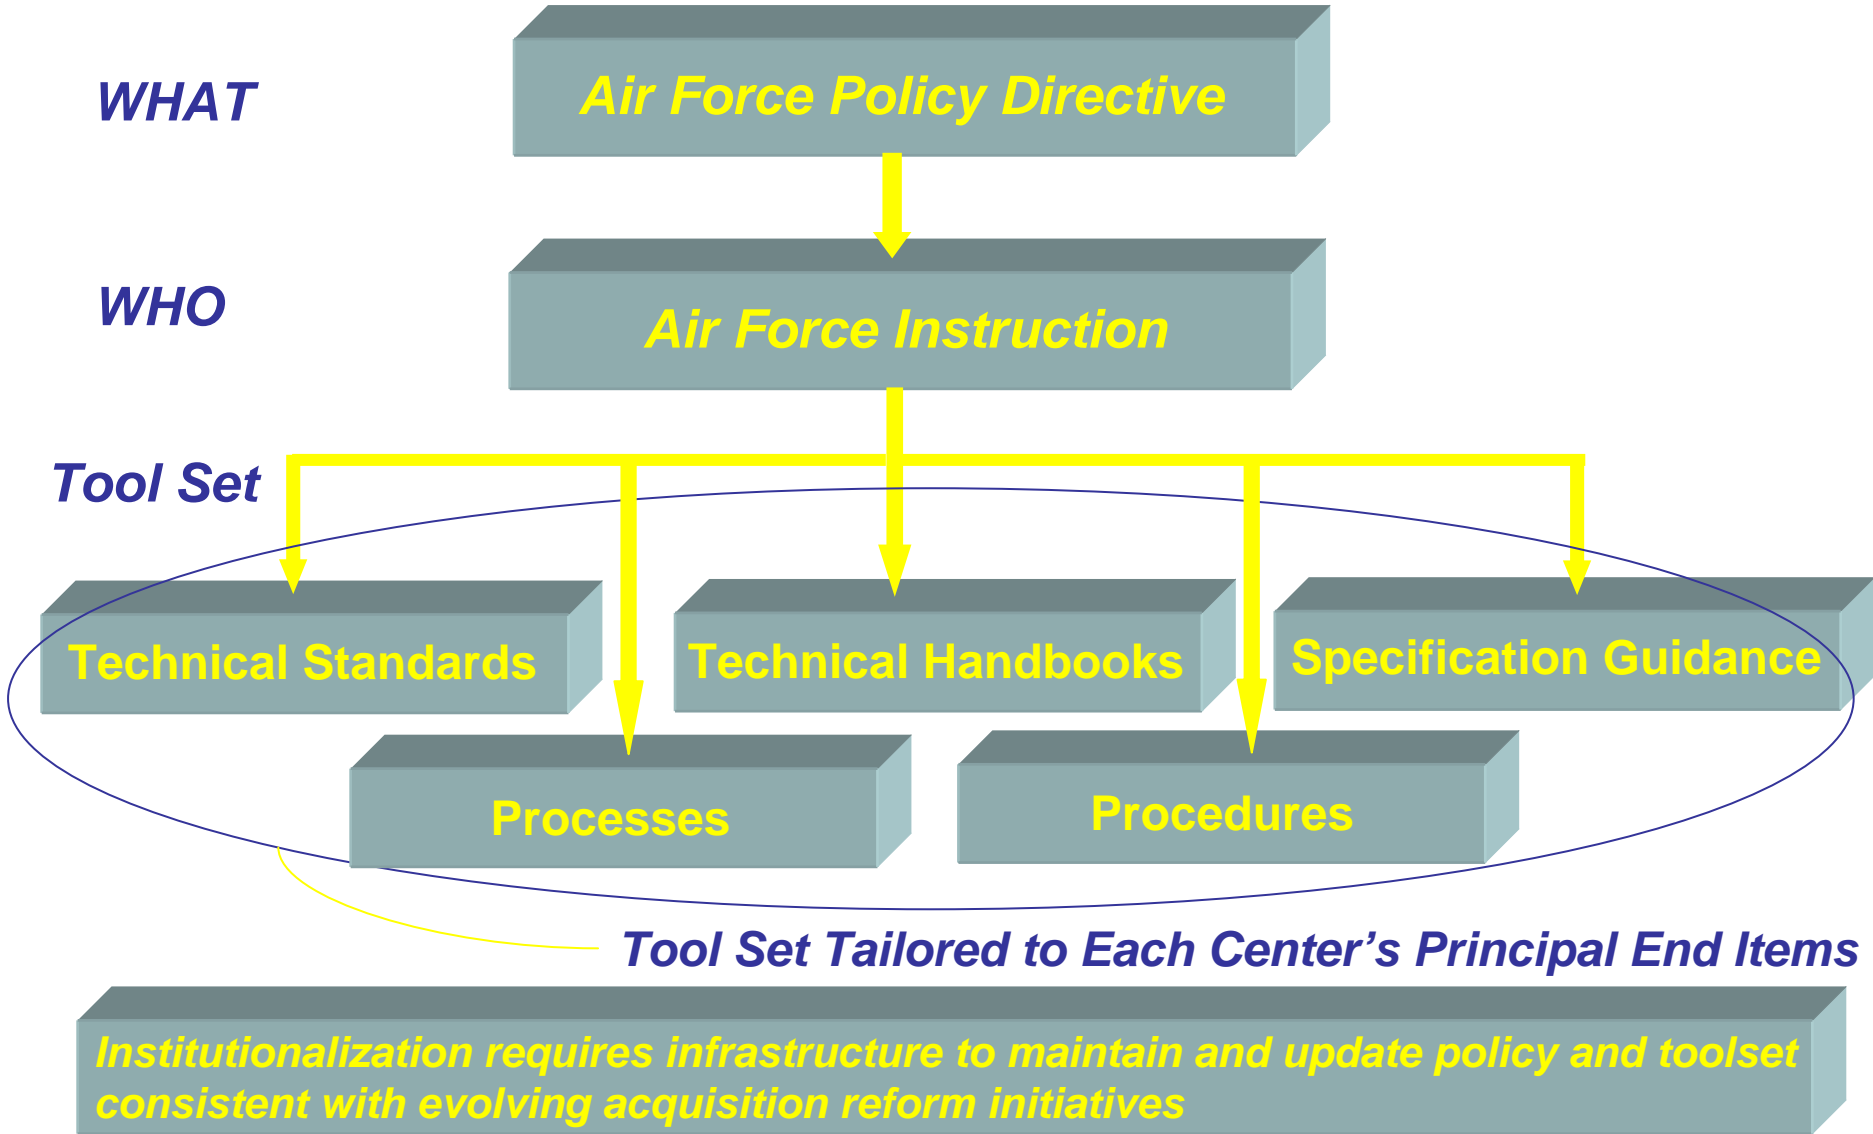 WHAT
Air Force Policy Directive
WHO
Air Force Instruction
Tool Set
Technical Standards
Technical Handbooks
Specification Guidance
Processes
Procedures
Tool Set Tailored to Each Center’s Principal End Items
Institutionalization requires infrastructure to maintain and update policy and toolset
consistent with evolving acquisition reform initiatives